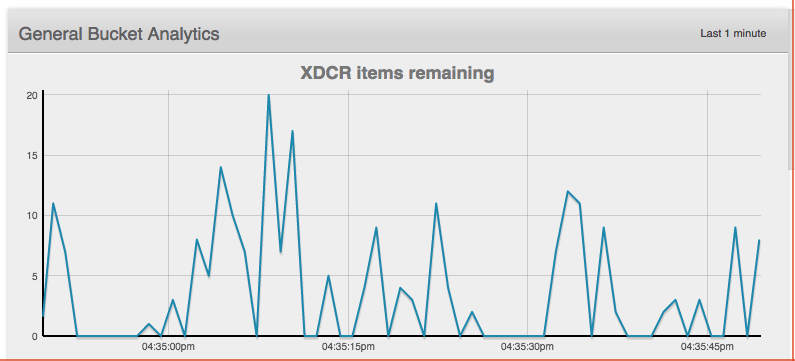 General Bucket Analytics
Last 1 minute
XDCR items remaining
20
15
10
5
0
04:35:00pm 04:35:15pm 04:35:30pm 04:35:45pm